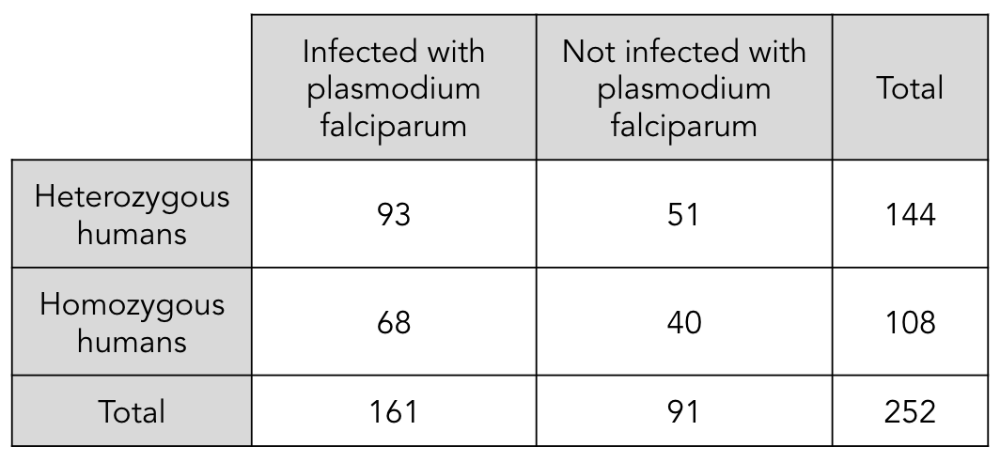 Infected with
plasmodium
falciparum
Not infected with
plasmodium
falciparum
Total
Heterozygous
humans
93
51
144
Homozygous
humans
68
40
108
Total
161
91
252